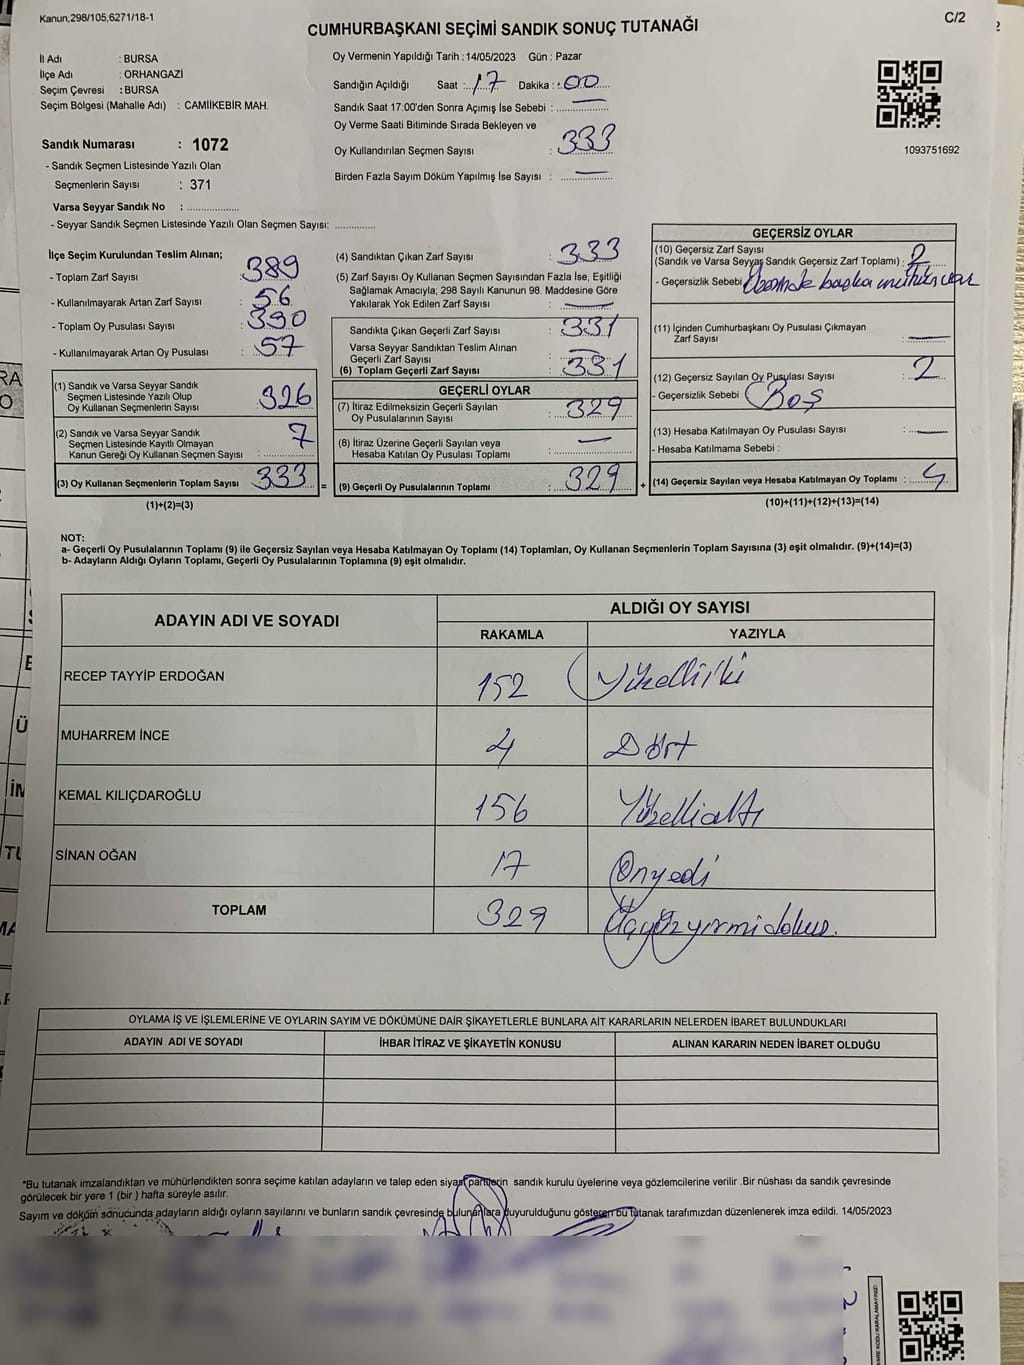 Kanun,298/105;6271/18-1
C/2
CUMHURBAŞKANI SEÇİMİ SANDIK SONUÇ TUTANAĞI
İl Adı : BURSA
İlçe Adı : ORHANGAZİ
Seçim Çevresi : BURSA
Seçim Bölgesi (Mahalle Adı) : CAMİİKEBİR MAH.
Oy Vermenin Yapıldığı Tarih :14/05/2023 Gün : Pazar
Sandığın Açıldığı Saat : 17 Dakika : 00
Sandık Saat 17:00'den Sonra Açımış İse Sebebi : —
Oy Verme Saati Bitiminde Sırada Bekleyen ve
Oy Kullandırılan Seçmen Sayısı : 333
Birden Fazla Sayım Döküm Yapılmış İse Sayısı : —
1093751692
Sandık Numarası : 1072
- Sandık Seçmen Listesinde Yazılı Olan
Seçmenlerin Sayısı : 371
Varsa Seyyar Sandık No : ...................
- Seyyar Sandık Seçmen Listesinde Yazılı Olan Seçmen Sayısı: ..............
İlçe Seçim Kurulundan Teslim Alınan;
- Toplam Zarf Sayısı : 389
- Kullanılmayarak Artan Zarf Sayısı : 56
- Toplam Oy Pusulası Sayısı : 390
- Kullanılmayarak Artan Oy Pusulası : 57
(1) Sandık ve Varsa Seyyar Sandık
Seçmen Listesinde Yazılı Olup
Oy Kullanan Seçmenlerin Sayısı : 326
(2) Sandık ve Varsa Seyyar Sandık
Seçmen Listesinde Kayıtlı Olmayan
Kanun Gereği Oy Kullanan Seçmen Sayısı : 7
(3) Oy Kullanan Seçmenlerin Toplam Sayısı : 333
(1)+(2)=(3)
=
(4) Sandıktan Çıkan Zarf Sayısı : 333
(5) Zarf Sayısı Oy Kullanan Seçmen Sayısından Fazla İse, Eşitliği
Sağlamak Amacıyla; 298 Sayılı Kanunun 98. Maddesine Göre
Yakılarak Yok Edilen Zarf Sayısı : —
Sandıkta Çıkan Geçerli Zarf Sayısı : 331
Varsa Seyyar Sandıktan Teslim Alınan
Geçerli Zarf Sayısı : —
(6) Toplam Geçerli Zarf Sayısı : 331
GEÇERLİ OYLAR
(7) İtiraz Edilmeksizin Geçerli Sayılan
Oy Pusulalarının Sayısı : 329
(8) İtiraz Üzerine Geçerli Sayılan veya
Hesaba Katılan Oy Pusulası Toplamı : —
(9) Geçerli Oy Pusulalarının Toplamı : 329
+
GEÇERSİZ OYLAR
(10) Geçersiz Zarf Sayısı
(Sandık ve Varsa Seyyar Sandık Geçersiz Zarf Toplamı) : 2
- Geçersizlik Sebebi : başka mühür var
(11) İçinden Cumhurbaşkanı Oy Pusulası Çıkmayan
Zarf Sayısı : —
(12) Geçersiz Sayılan Oy Pusulası Sayısı : 2
- Geçersizlik Sebebi : Boş
(13) Hesaba Katılmayan Oy Pusulası Sayısı : —
- Hesaba Katılmama Sebebi :
(14) Geçersiz Sayılan veya Hesaba Katılmayan Oy Toplamı : 4
(10)+(11)+(12)+(13)=(14)
NOT:
a- Geçerli Oy Pusulalarının Toplamı (9) ile Geçersiz Sayılan veya Hesaba Katılmayan Oy Toplamı (14) Toplamları, Oy Kullanan Seçmenlerin Toplam Sayısına (3) eşit olmalıdır. (9)+(14)=(3)
b- Adayların Aldığı Oyların Toplamı, Geçerli Oy Pusulalarının Toplamına (9) eşit olmalıdır.
ADAYIN ADI VE SOYADI
ALDIĞI OY SAYISI
RAKAMLA YAZIYLA
RECEP TAYYİP ERDOĞAN 152 Yüzelliiki
MUHARREM İNCE 4 Dört
KEMAL KILIÇDAROĞLU 156 Yüzellialtı
SİNAN OĞAN 17 Onyedi
TOPLAM 329 Üçyüzyirmidokuz.
OYLAMA İŞ VE İŞLEMLERİNE VE OYLARIN SAYIM VE DÖKÜMÜNE DAİR ŞİKAYETLERLE BUNLARA AİT KARARLARIN NELERDEN İBARET BULUNDUKLARI
ADAYIN ADI VE SOYADI İHBAR İTİRAZ VE ŞİKAYETİN KONUSU ALINAN KARARIN NEDEN İBARET OLDUĞU
*Bu tutanak imzalandıktan ve mühürlendikten sonra seçime katılan adayların ve talep eden siyasi partilerin sandık kurulu üyelerine veya gözlemcilerine verilir .Bir nüshası da sandık çevresinde
görülecek bir yere 1 (bir ) hafta süreyle asılır.
Sayım ve döküm sonucunda adayların aldığı oyların sayılarını ve bunların sandık çevresinde bulunanlara duyurulduğunu gösteren bu tutanak tarafımızdan düzenlenerek imza edildi. 14/05/2023